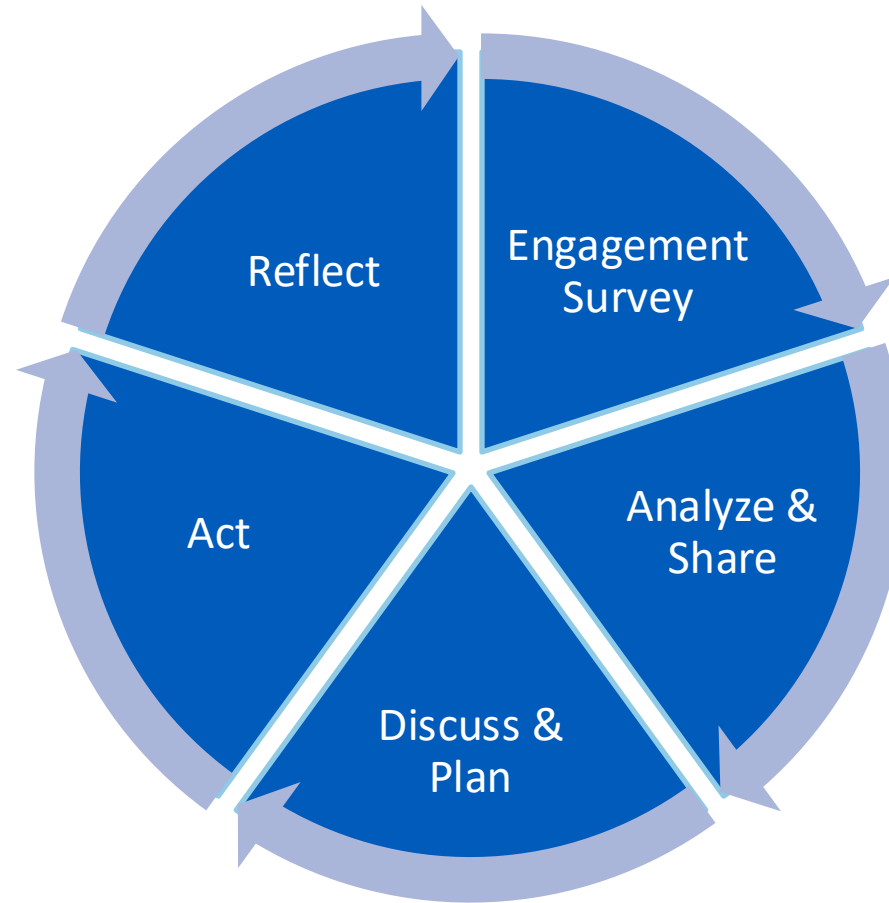 Engagement
Survey
Analyze &
Share
Discuss &
Plan
Act
Reflect